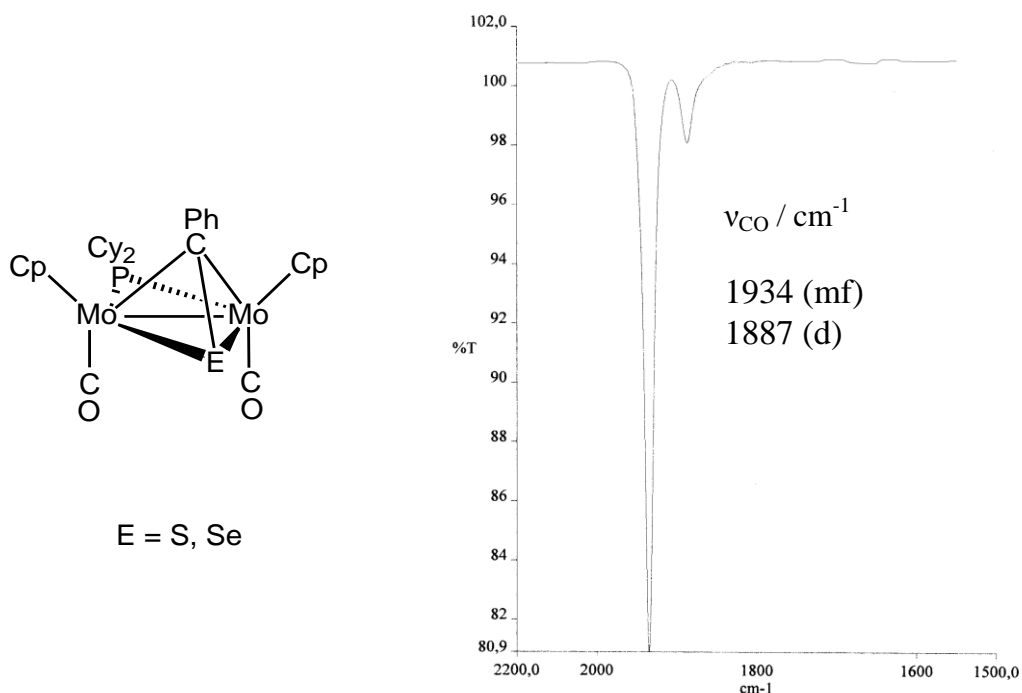 Ph
Cy2
C
Cp
P
Cp
Mo
Mo
E
C
O
C
O
E = S, Se
102,0
100
98
96
94
92
90
88
86
84
82
80,9
%T
2200,0
2000
1800
1600
1500,0
cm-1
νCO / cm-1
1934 (mf)
1887 (d)